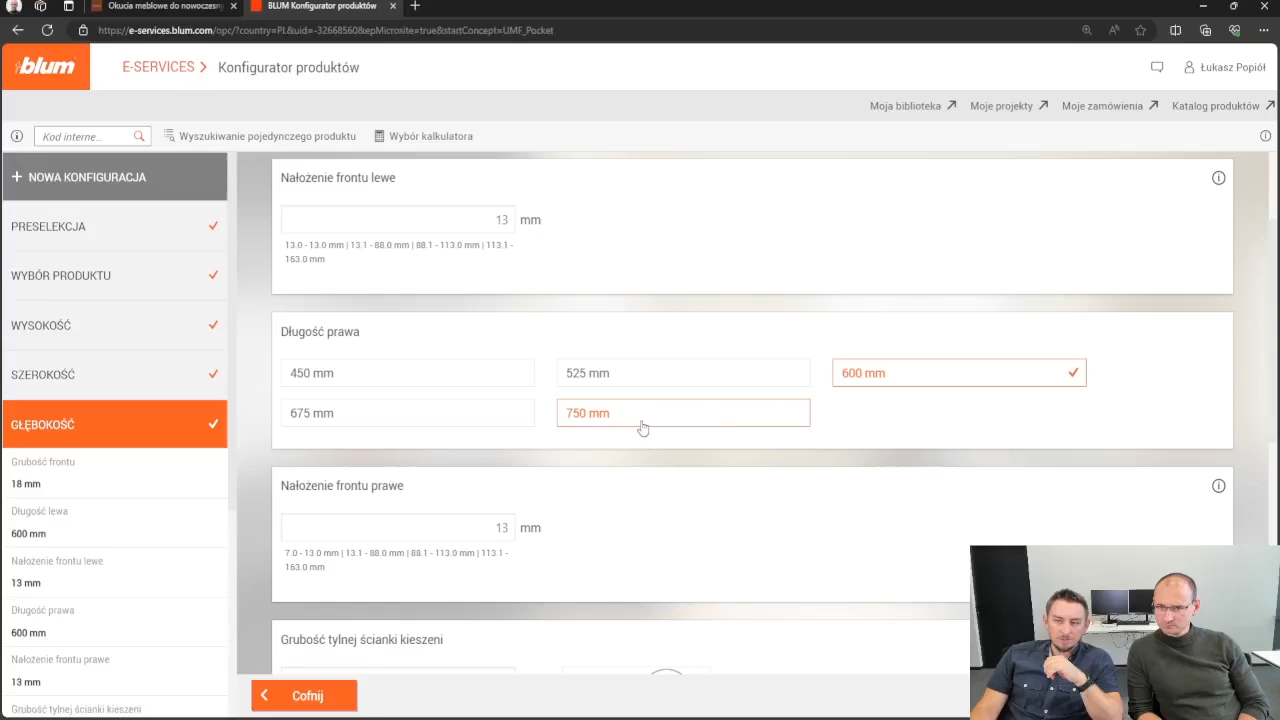 Okucia meblowe do nowoczesn
BLUM Konfigurator produktów
https://e-services.blum.com/opc/?country=PL&uid=-32668560&epMicrosite=true&startConcept=UMF_Pocket
blum
E-SERVICES > Konfigurator produktów
Łukasz Popiół
Moja biblioteka
Moje projekty
Moje zamówienia
Katalog produktów
Kod interne...
Wyszukiwanie pojedynczego produktu
Wybór kalkulatora
+ NOWA KONFIGURACJA
PRESELEKCJA
WYBÓR PRODUKTU
WYSOKOŚĆ
SZEROKOŚĆ
GŁĘBOKOŚĆ
Grubość frontu
18 mm
Długość lewa
600 mm
Nałożenie frontu lewe
13 mm
Długość prawa
600 mm
Nałożenie frontu prawe
13 mm
Grubość tylnej ścianki kieszeni
Nałożenie frontu lewe
13 mm
13.0 - 13.0 mm | 13.1 - 88.0 mm | 88.1 - 113.0 mm | 113.1 -
163.0 mm
Długość prawa
450 mm
525 mm
600 mm
675 mm
750 mm
Nałożenie frontu prawe
13 mm
7.0 - 13.0 mm | 13.1 - 88.0 mm | 88.1 - 113.0 mm | 113.1 -
163.0 mm
Grubość tylnej ścianki kieszeni
Cofnij